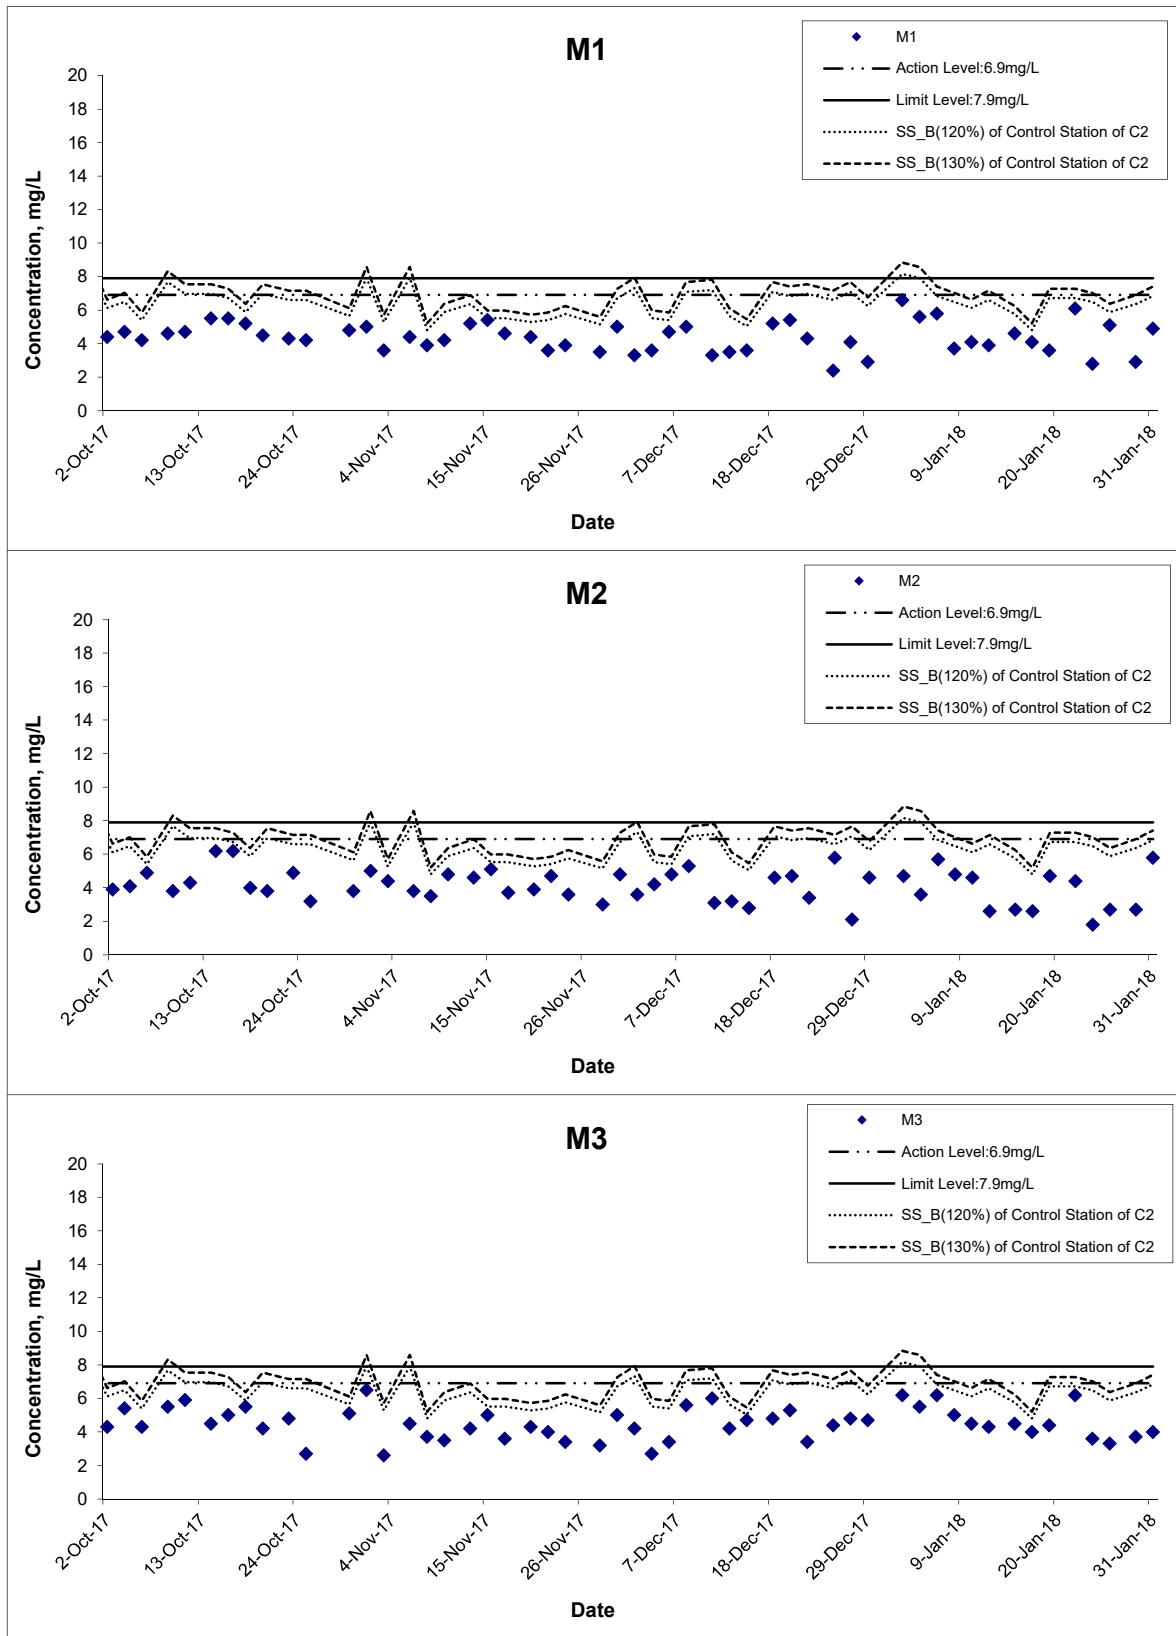 M1
M1
Action Level:6.9mg/L
Limit Level:7.9mg/L
SS_B(120%) of Control Station of C2
SS_B(130%) of Control Station of C2
Concentration, mg/L
20
18
16
14
12
10
8
6
4
2
0
2-Oct-17
13-Oct-17
24-Oct-17
4-Nov-17
15-Nov-17
26-Nov-17
7-Dec-17
18-Dec-17
29-Dec-17
9-Jan-18
20-Jan-18
31-Jan-18
Date
M2
M2
Action Level:6.9mg/L
Limit Level:7.9mg/L
SS_B(120%) of Control Station of C2
SS_B(130%) of Control Station of C2
Concentration, mg/L
20
18
16
14
12
10
8
6
4
2
0
2-Oct-17
13-Oct-17
24-Oct-17
4-Nov-17
15-Nov-17
26-Nov-17
7-Dec-17
18-Dec-17
29-Dec-17
9-Jan-18
20-Jan-18
31-Jan-18
Date
M3
M3
Action Level:6.9mg/L
Limit Level:7.9mg/L
SS_B(120%) of Control Station of C2
SS_B(130%) of Control Station of C2
Concentration, mg/L
20
18
16
14
12
10
8
6
4
2
0
2-Oct-17
13-Oct-17
24-Oct-17
4-Nov-17
15-Nov-17
26-Nov-17
7-Dec-17
18-Dec-17
29-Dec-17
9-Jan-18
20-Jan-18
31-Jan-18
Date